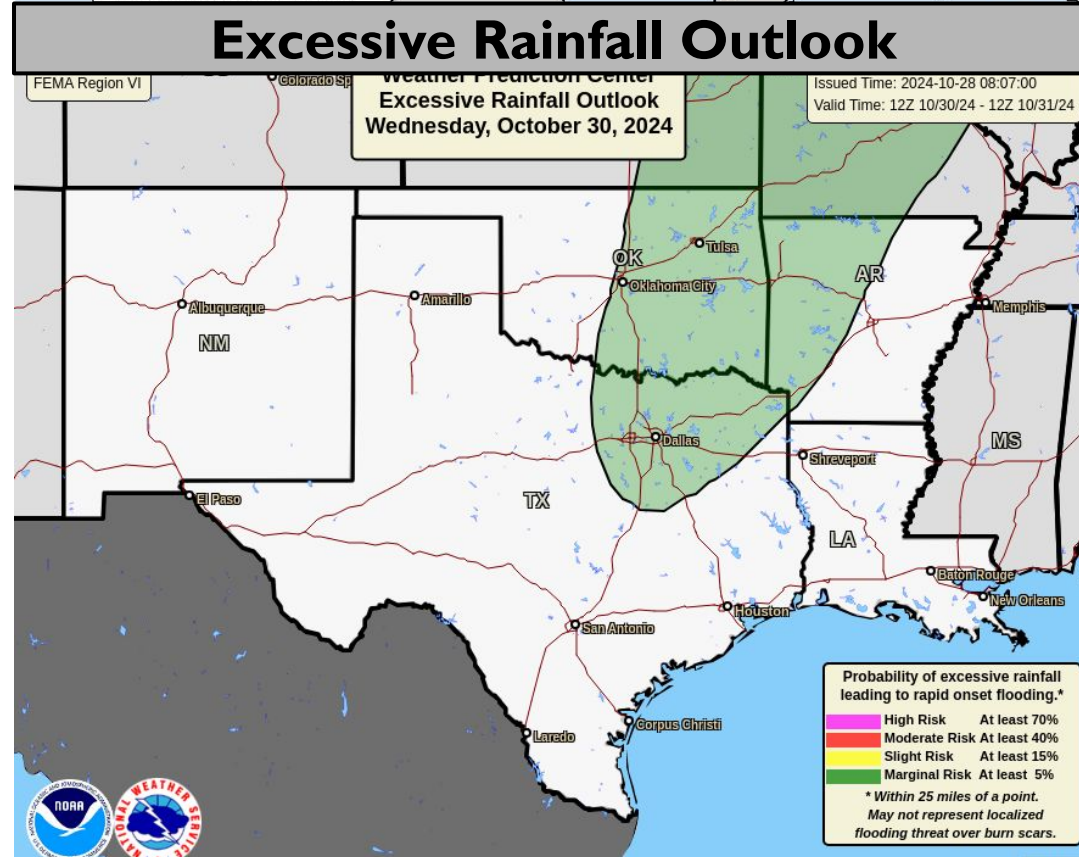 Excessive Rainfall Outlook
FEMA Region VI
Colorado Sp
Weather Prediction Center
Excessive Rainfall Outlook
Wednesday, October 30, 2024
Issued Time: 2024-10-28 08:07:00
Valid Time: 12Z 10/30/24 - 12Z 10/31/24
Tulsa
OK
Oklahoma City
AR
Albuquerque
Amarillo
Memphis
NM
Dallas
MS
Shreveport
El Paso
TX
LA
Baton Rouge
New Orleans
Houston
San Antonio
Corpus Christi
Laredo
Probability of excessive rainfall
leading to rapid onset flooding.*
High Risk At least 70%
Moderate Risk At least 40%
Slight Risk At least 15%
Marginal Risk At least 5%
* Within 25 miles of a point.
May not represent localized
flooding threat over burn scars.
NOAA
NATIONAL WEATHER SERVICE